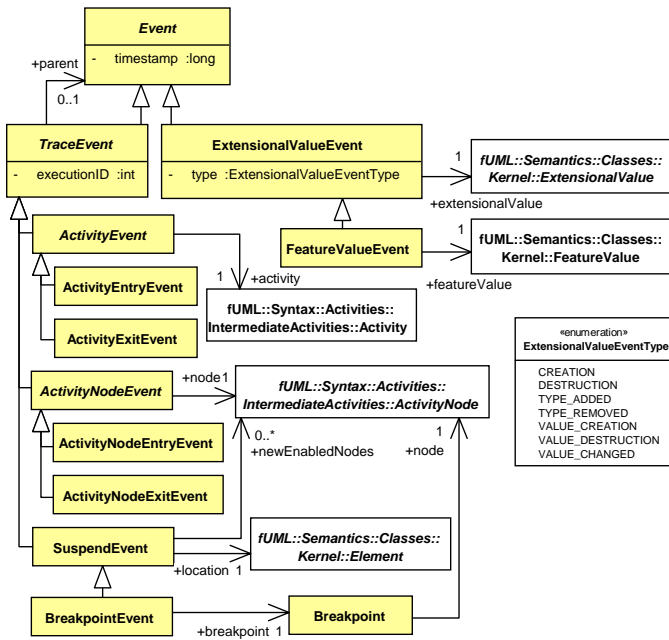 Event
- timestamp :long
+parent
0..1
TraceEvent
- executionID :int
ExtensionalValueEvent
- type :ExtensionalValueEventType
1
+extensionalValue
fUML::Semantics::Classes::
Kernel::ExtensionalValue
ActivityEvent
FeatureValueEvent
1
+featureValue
fUML::Semantics::Classes::
Kernel::FeatureValue
ActivityEntryEvent
1
+activity
fUML::Syntax::Activities::
IntermediateActivities::Activity
ActivityExitEvent
«enumeration»
ExtensionalValueEventType
CREATION
DESTRUCTION
TYPE_ADDED
TYPE_REMOVED
VALUE_CREATION
VALUE_DESTRUCTION
VALUE_CHANGED
ActivityNodeEvent
+node 1
fUML::Syntax::Activities::
IntermediateActivities::ActivityNode
ActivityNodeEntryEvent
0..*
+newEnabledNodes
1
+node
ActivityNodeExitEvent
SuspendEvent
+location 1
fUML::Semantics::Classes::
Kernel::Element
BreakpointEvent
+breakpoint 1
Breakpoint